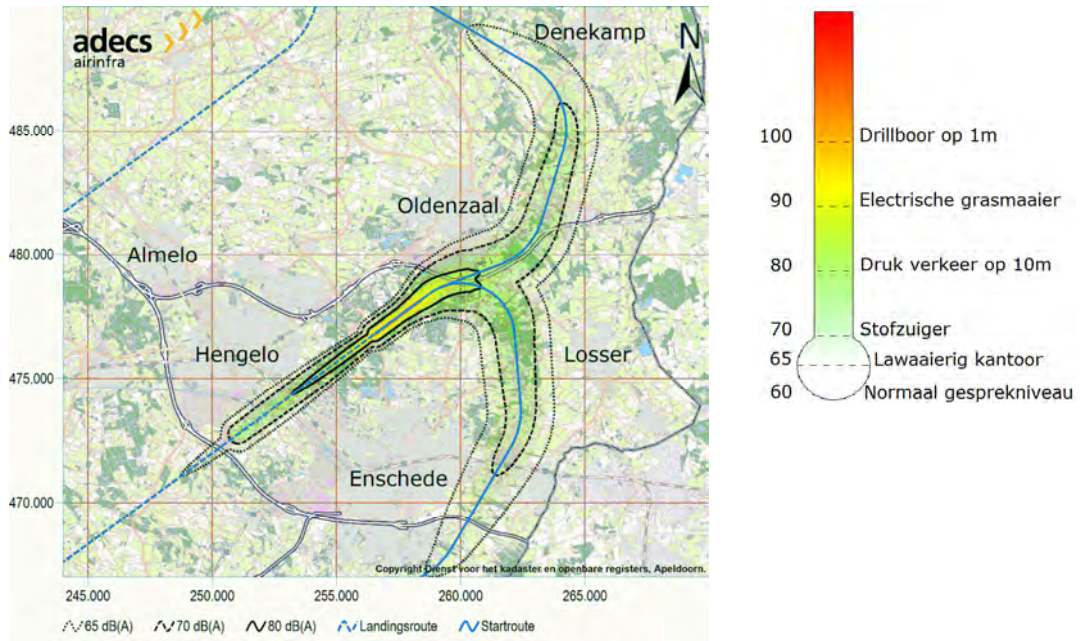 adecs
airinfra
Denekamp
N
485.000
Oldenzaal
480.000
Almelo
Hengelo
Losser
475.000
Enschede
470.000
Copyright Dienst voor het kadaster en openbare registers, Apeldoorn.
245.000 250.000 255.000 260.000 265.000
65 dB(A) 70 dB(A) 80 dB(A) Landingsroute Startroute
100 Drillboor op 1m
90 Electrische grasmaaier
80 Druk verkeer op 10m
70 Stofzuiger
65 Lawaaierig kantoor
60 Normaal gesprekniveau